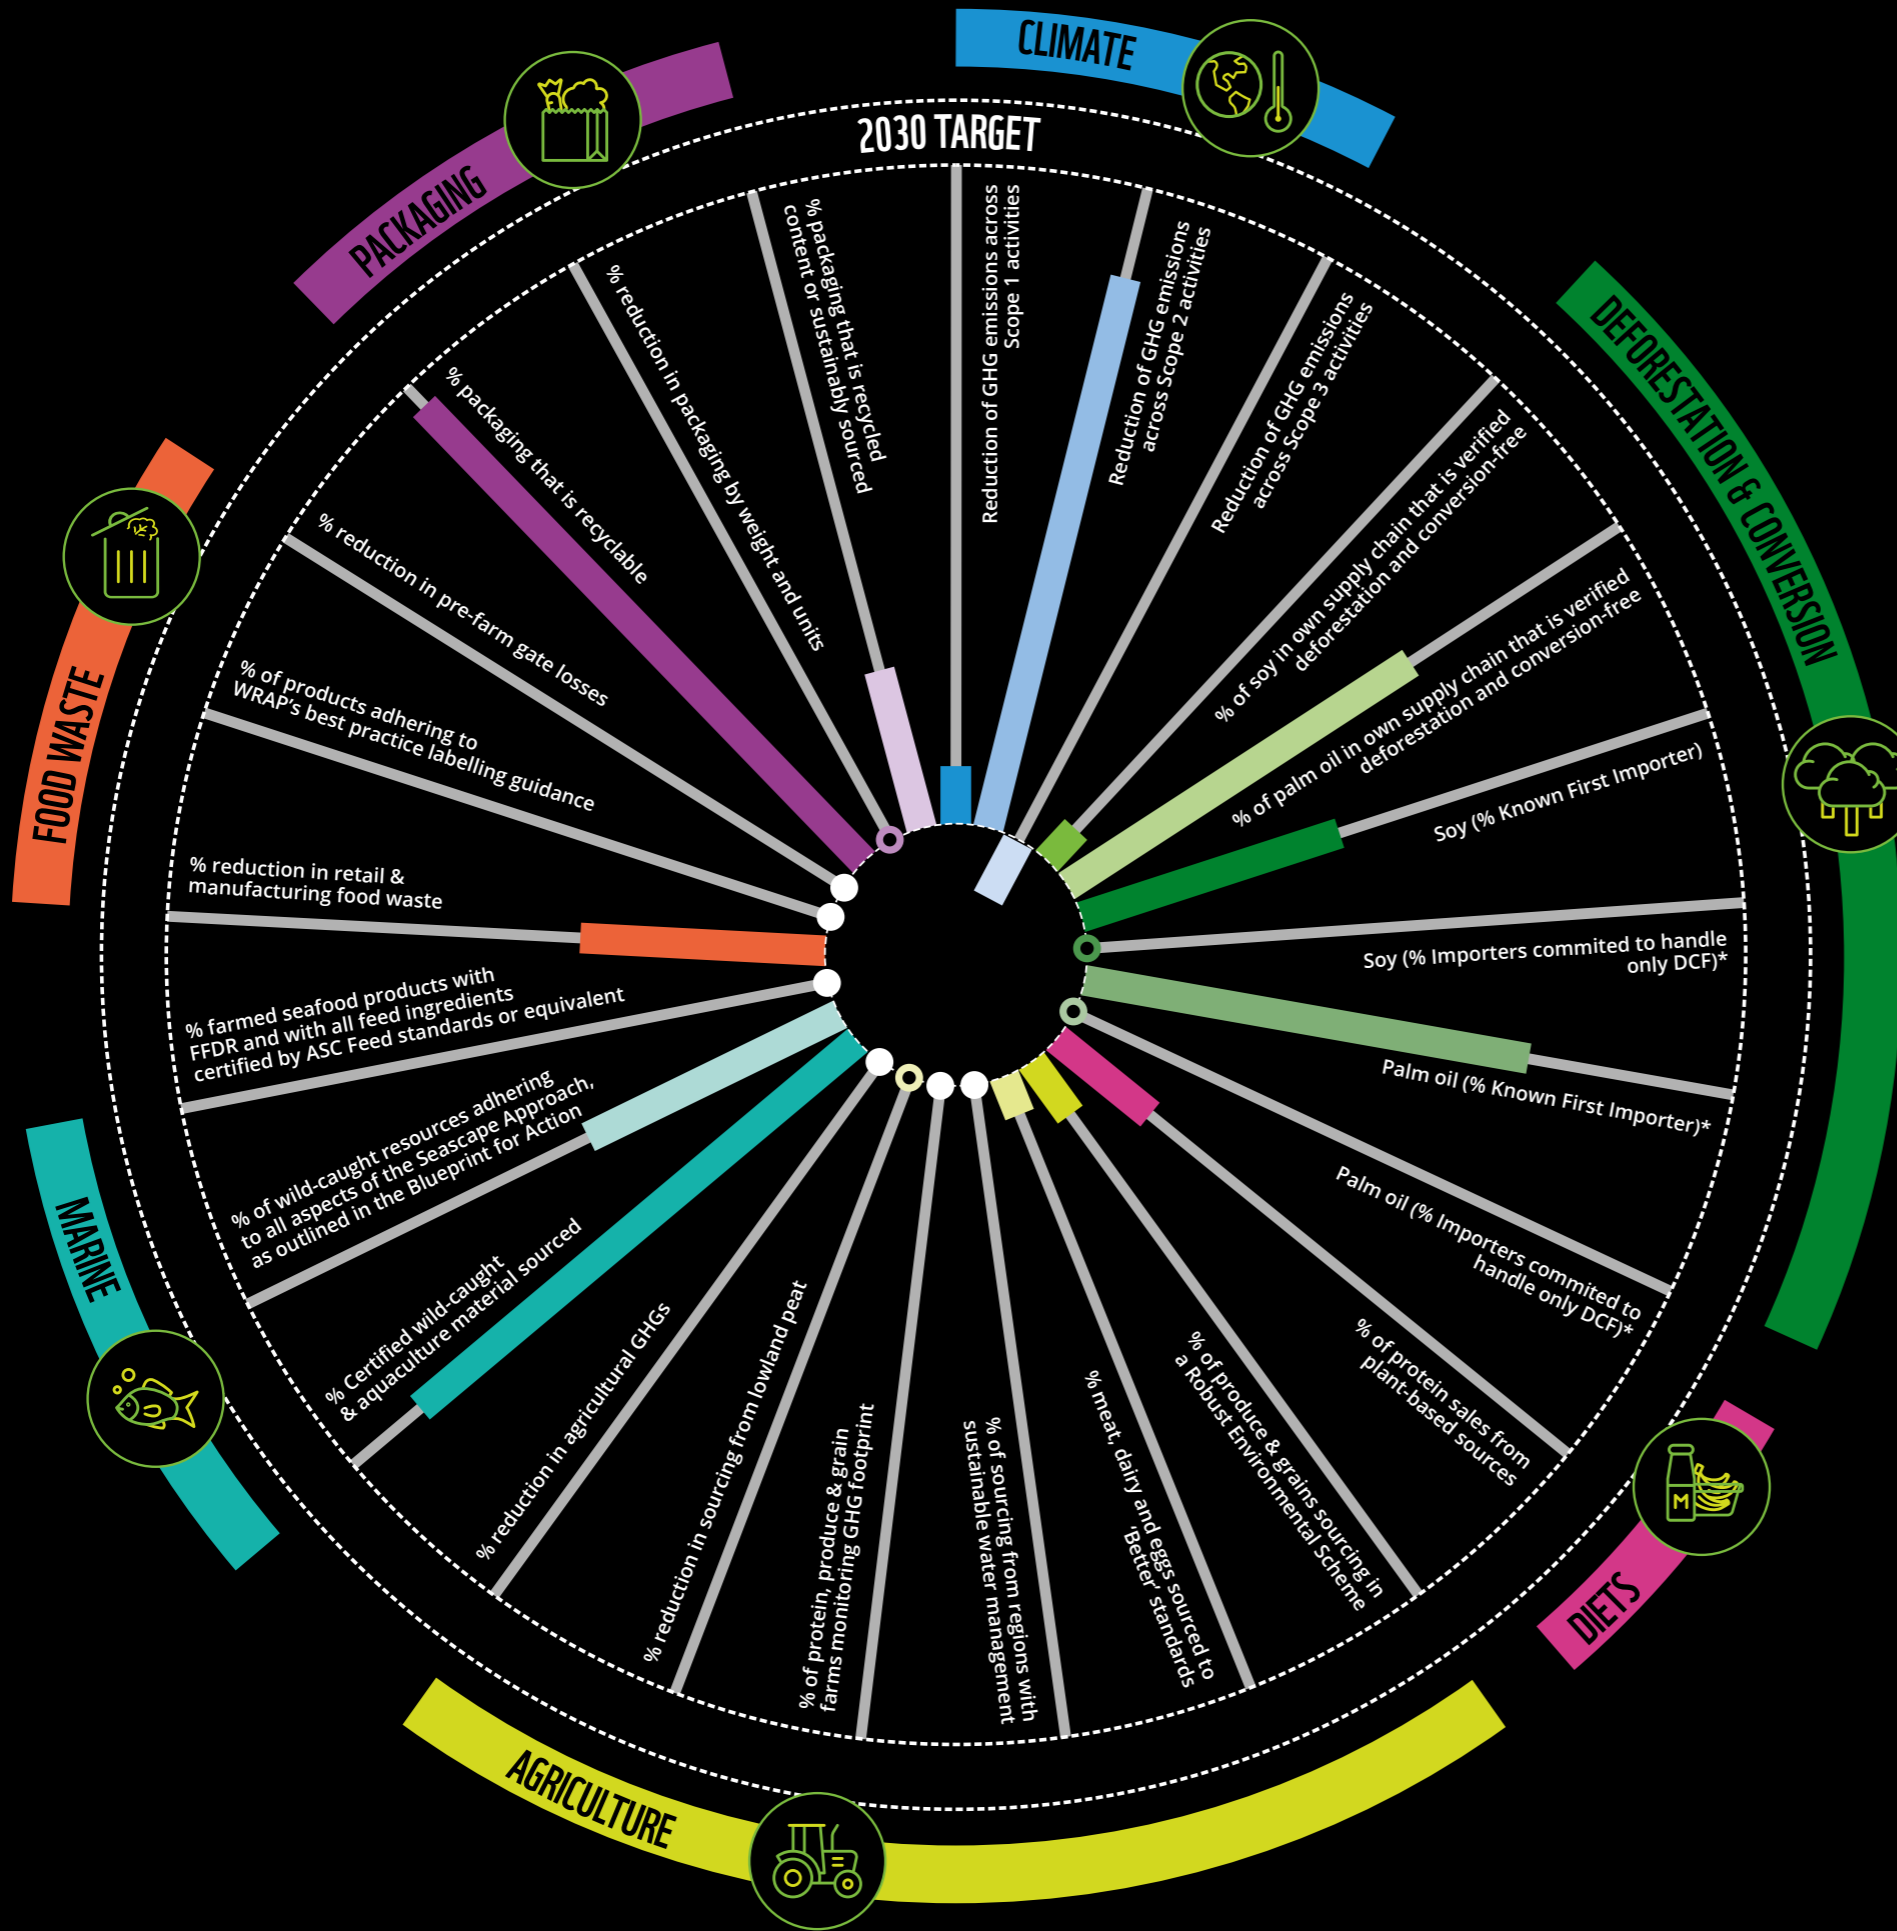 2030 TARGET
CLIMATE
Reduction of GHG emissions across
Scope 1 activities
Reduction of GHG emissions
across Scope 2 activities
Reduction of GHG emissions
across Scope 3 activities
DEFORESTATION & CONVERSION
% of soy in own supply chain that is verified
deforestation and conversion-free
% of palm oil in own supply chain that is verified
deforestation and conversion-free
Soy (% Known First Importer)
Soy (% Importers commited to handle
only DCF)*
Palm oil (% Known First Importer)*
Palm oil (% Importers commited to
handle only DCF)*
DIETS
M
% of protein sales from
plant-based sources
AGRICULTURE
% of produce & grains sourcing in
a Robust Environmental Scheme
% meat, dairy and eggs sourced to
'Better' standards
% of sourcing from regions with
sustainable water management
% of protein, produce & grain
farms monitoring GHG footprint
% reduction in sourcing from lowland peat
% reduction in agricultural GHGs
MARINE
% Certified wild-caught
& aquaculture material sourced
% of wild-caught resources adhering
to all aspects of the Seascape Approach,
as outlined in the Blueprint for Action
% farmed seafood products with
FFDR and with all feed ingredients
certified by ASC Feed standards or equivalent
FOOD WASTE
% reduction in retail &
manufacturing food waste
% of products adhering to
WRAP's best practice labelling guidance
% reduction in pre-farm gate losses
PACKAGING
% packaging that is recyclable
% reduction in packaging by weight and units
% packaging that is recycled
content or sustainably sourced